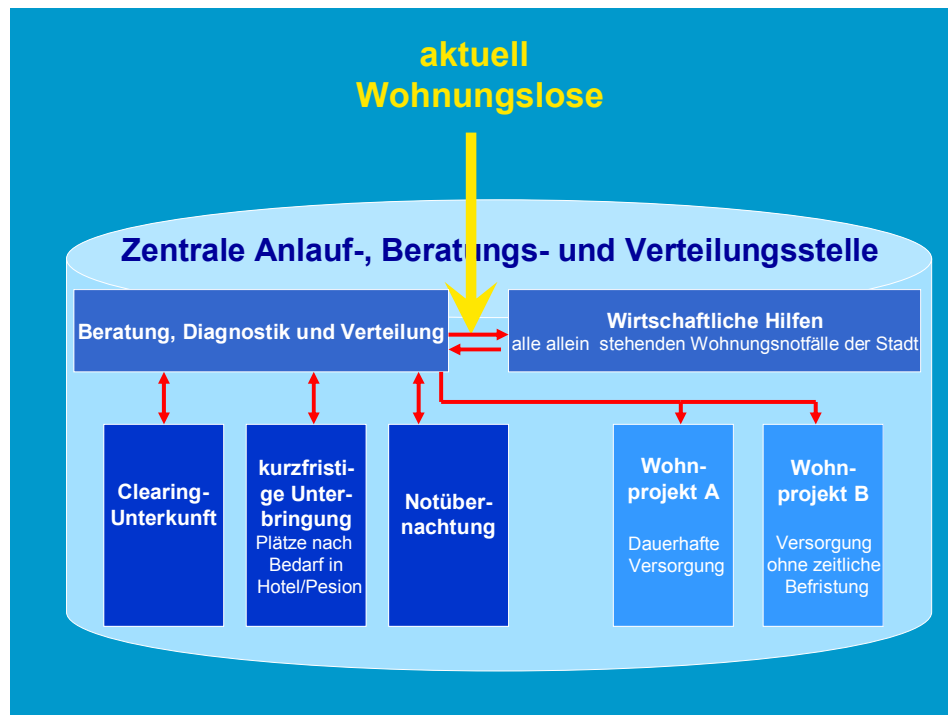 aktuell
Wohnungslose
Zentrale Anlauf-, Beratungs- und Verteilungsstelle
Beratung, Diagnostik und Verteilung
Wirtschaftliche Hilfen
alle allein stehenden Wohnungsnotfälle der Stadt
Clearing-
Unterkunft
kurzfristi-
ge Unter-
bringung
Plätze nach
Bedarf in
Hotel/Pesion
Notüber-
nachtung
Wohn-
projekt A
Dauerhafte
Versorgung
Wohn-
projekt B
Versorgung
ohne zeitliche
Befristung